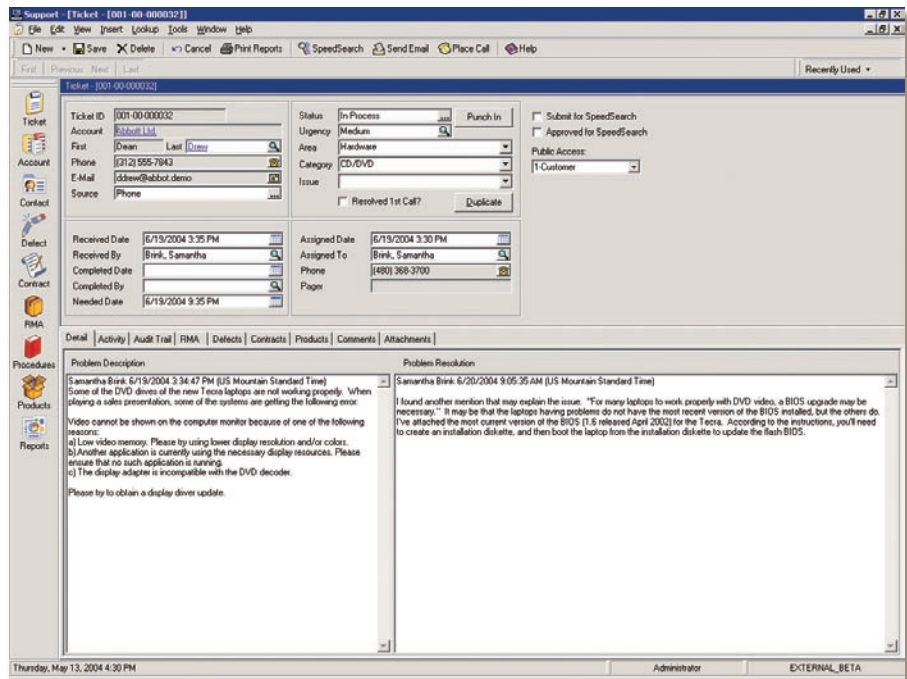 Support - [Ticket - [001-00-000032]]
File Edit View Insert Lookup Tools Window Help
New Save Delete Cancel Print Reports SpeedSearch Send Email Place Call Help
First Previous Next Last Recently Used
Ticket - [001-00-000032]
Ticket
Account
Contact
Defect
Contract
RMA
Procedures
Products
Reports
Ticket ID 001-00-000032
Account Ribbott Ltd.
First Dean Last Drew
Phone (312) 555-7843
E-Mail ddrew@abbot.demo
Source Phone ...
Status In Process ... Punch In
Urgency Medium
Area Hardware
Category CD/DVD
Issue
Resolved 1st Call? Duplicate
Submit for SpeedSearch
Approved for SpeedSearch
Public Access:
1-Customer
Received Date 6/19/2004 3:35 PM
Received By Brink, Samantha
Completed Date
Completed By
Needed Date 6/19/2004 9:35 PM
Assigned Date 6/19/2004 3:30 PM
Assigned To Brink, Samantha
Phone (480) 368-3700
Pager
Detail Activity Audit Trail RMA Defects Contracts Products Comments Attachments
Problem Description
Samantha Brink 6/19/2004 3:34:47 PM (US Mountain Standard Time)
Some of the DVD drives of the new Tecra laptops are not working properly. When
playing a sales presentation, some of the systems are getting the following error:
Video cannot be shown on the computer monitor because of one of the following
reasons:
a) Low video memory. Please try using lower display resolution and/or colors.
b) Another application is currently using the necessary display resources. Please
ensure that no such application is running.
c) The display adapter is incompatible with the DVD decoder.
Please try to obtain a display driver update.
Problem Resolution
Samantha Brink 6/20/2004 9:05:35 AM (US Mountain Standard Time)
I found another mention that may explain the issue. "For many laptops to work properly with DVD video, a BIOS upgrade may be
necessary." It may be that the laptops having problems do not have the most recent version of the BIOS installed, but the others do.
I've attached the most current version of the BIOS (1.6 released April 2002) for the Tecra. According to the instructions, you'll need
to create an installation diskette, and then boot the laptop from the installation diskette to update the flash BIOS.
Thursday, May 13, 2004 4:30 PM Administrator EXTERNAL_BETA